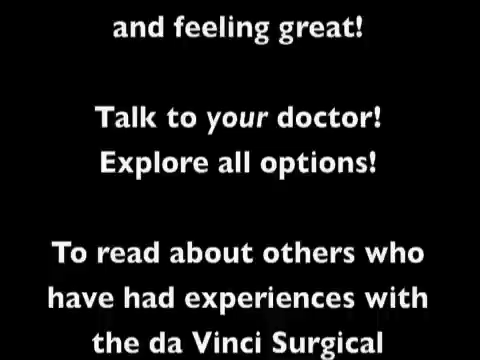 and feeling great!
Talk to your doctor!
Explore all options!
To read about others who
have had experiences with
the da Vinci Surgical